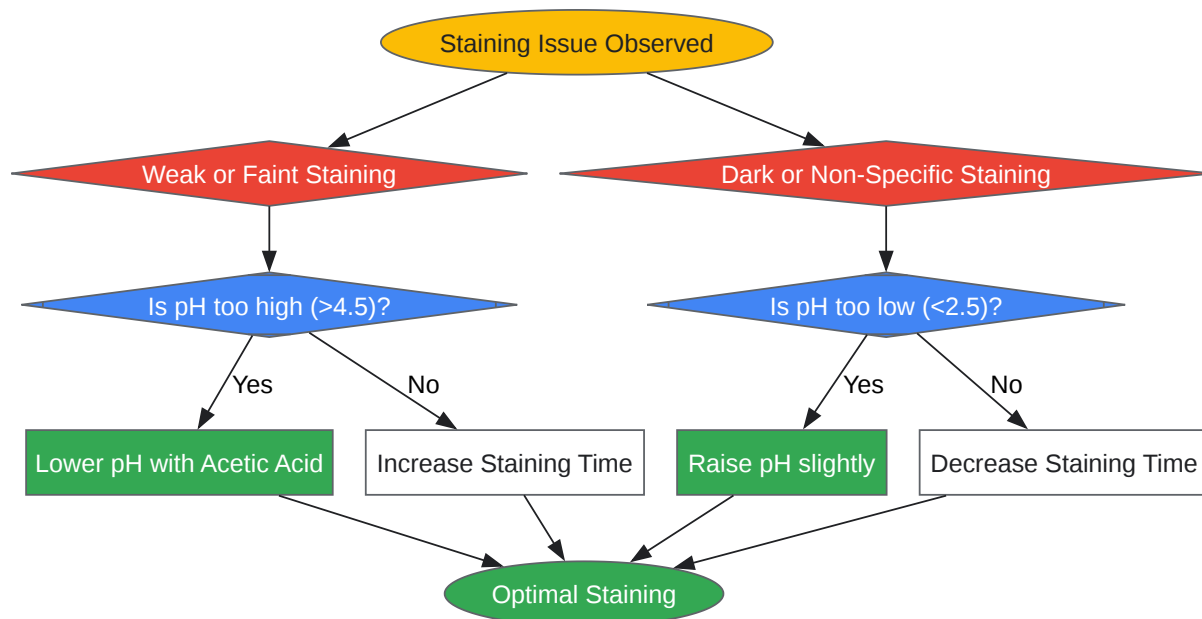 Staining Issue Observed
Weak or Faint Staining
Dark or Non-Specific Staining
Is pH too high (>4.5)?
Is pH too low (<2.5)?
Yes
No
Yes
No
Lower pH with Acetic Acid
Increase Staining Time
Raise pH slightly
Decrease Staining Time
Optimal Staining